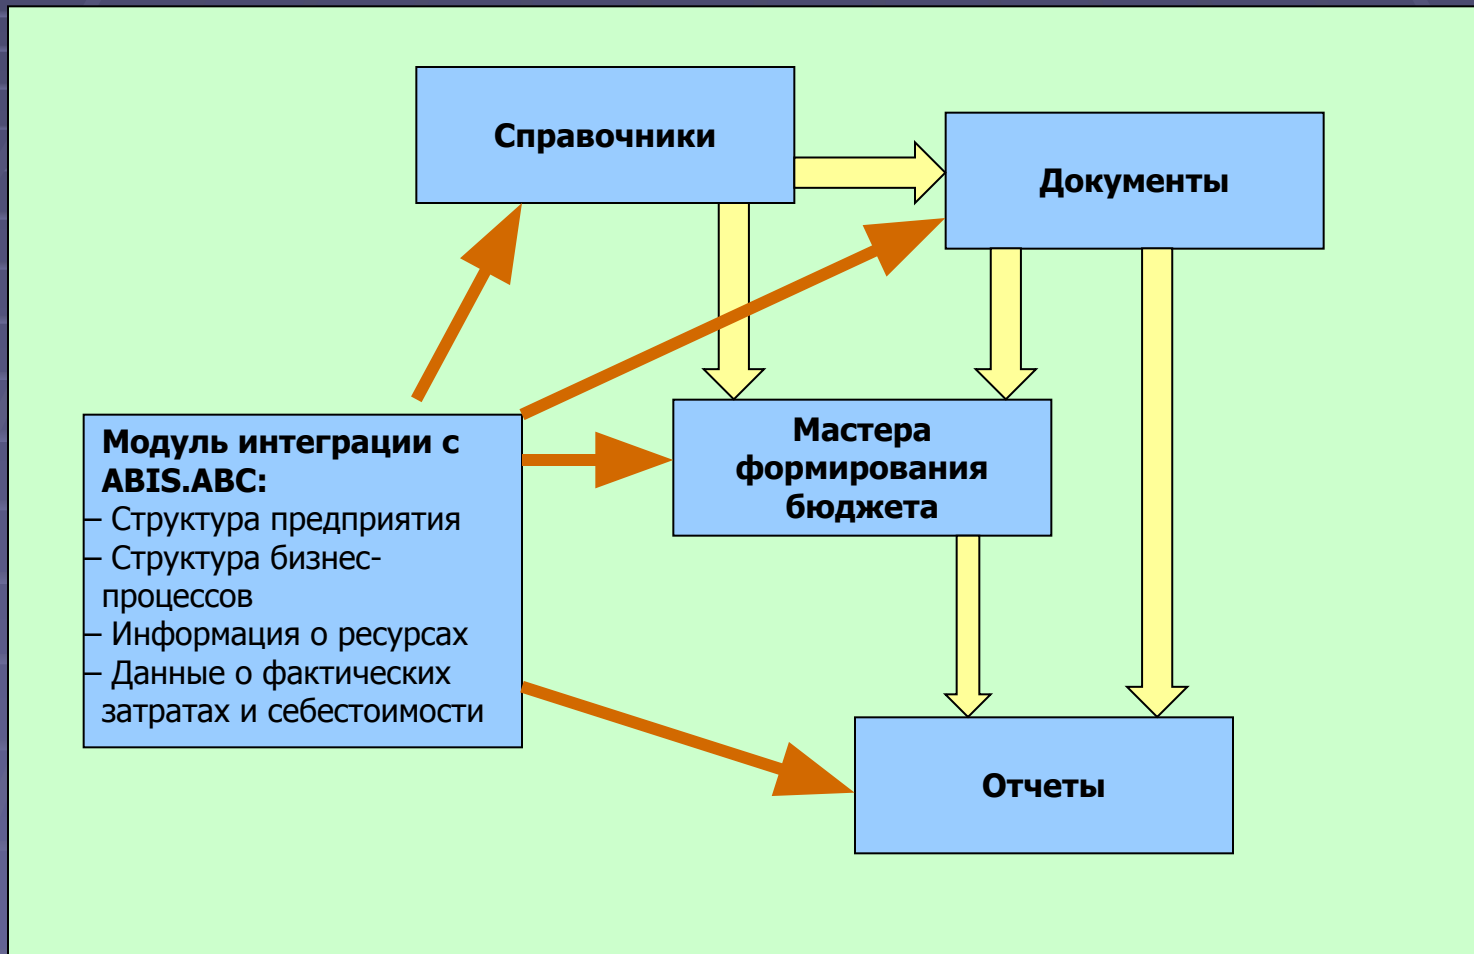 Справочники
Документы
Мастера
формирования
бюджета
Модуль интеграции с
ABIS.ABC:
– Структура предприятия
– Структура бизнес-
процессов
– Информация о ресурсах
– Данные о фактических
затратах и себестоимости
Отчеты